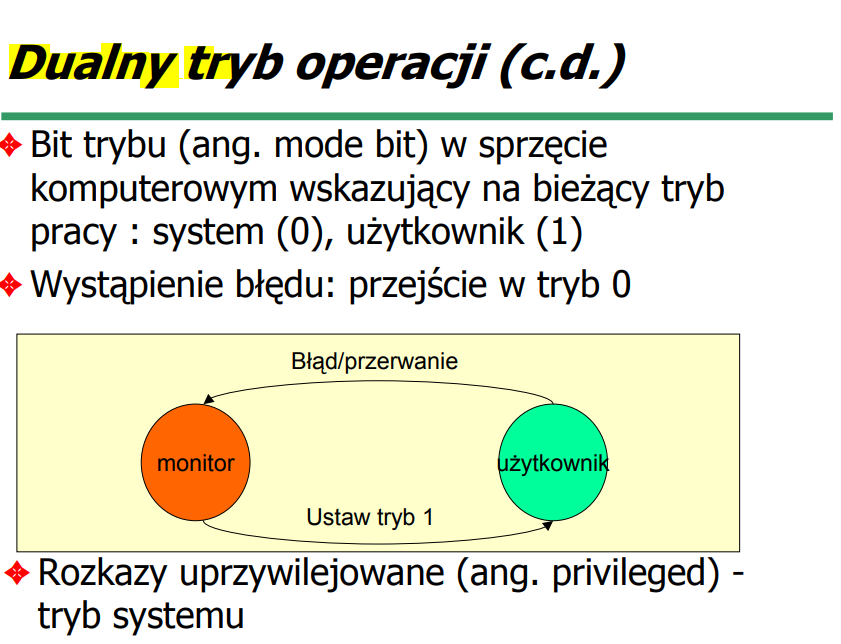 Dualny tryb operacji (c.d.)
Bit trybu (ang. mode bit) w sprzęcie
komputerowym wskazujący na bieżący tryb
pracy : system (0), użytkownik (1)
Wystąpienie błędu: przejście w tryb 0
Błąd/przerwanie
monitor
użytkownik
Ustaw tryb 1
Rozkazy uprzywilejowane (ang. privileged) -
tryb systemu